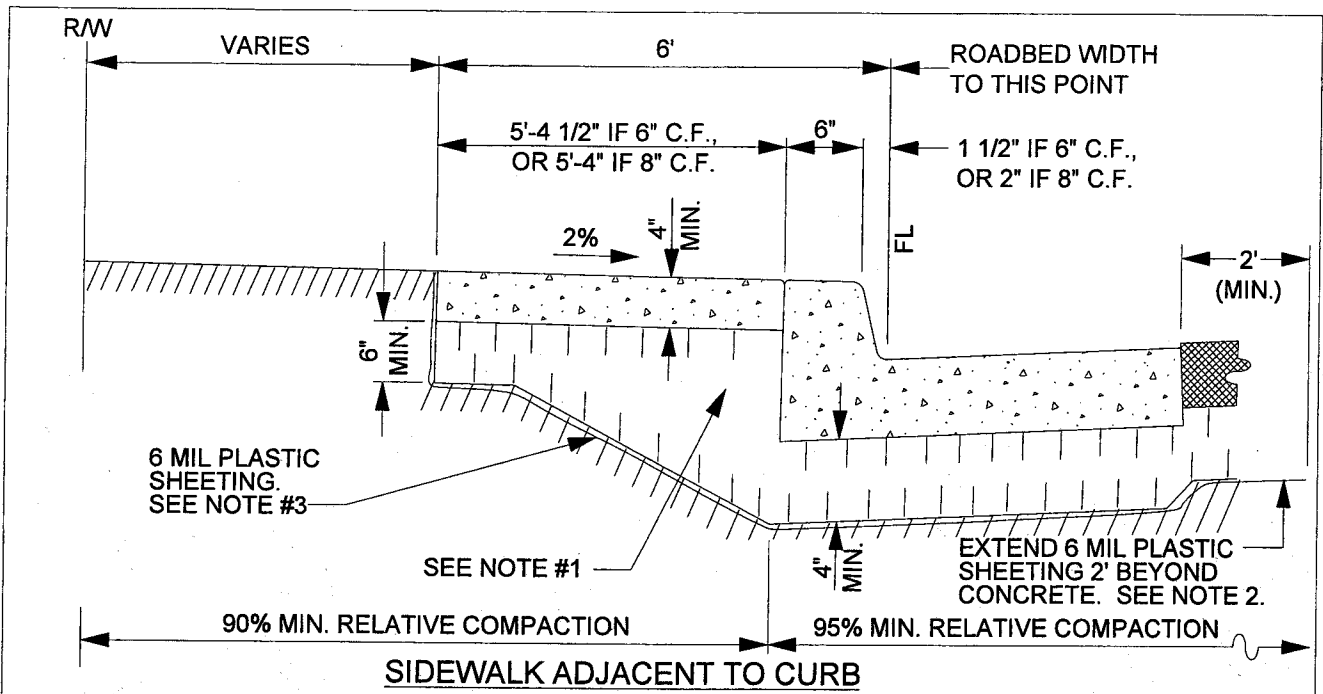 R/W
VARIES
6'
ROADBED WIDTH
TO THIS POINT
5'-4 1/2" IF 6" C.F.,
OR 5'-4" IF 8" C.F.
6"
1 1/2" IF 6" C.F.,
OR 2" IF 8" C.F.
2%
4"
MIN.
FL
2'
(MIN.)
6"
MIN.
6 MIL PLASTIC
SHEETING.
SEE NOTE #3
SEE NOTE #1
4"
MIN.
EXTEND 6 MIL PLASTIC
SHEETING 2' BEYOND
CONCRETE. SEE NOTE 2.
90% MIN. RELATIVE COMPACTION
95% MIN. RELATIVE COMPACTION
SIDEWALK ADJACENT TO CURB